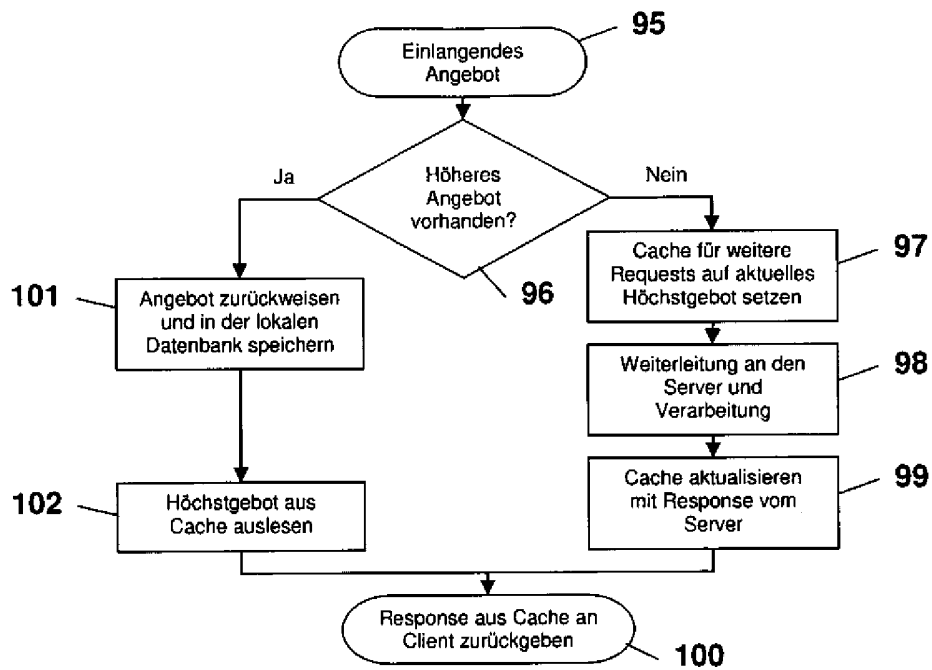 95
Einlangendes
Angebot
Höheres
Angebot
vorhanden?
Ja
Nein
96
Cache für weitere
Requests auf aktuelles
Höchstgebot setzen
97
101
Angebot zurückweisen
und in der lokalen
Datenbank speichern
Weiterleitung an den
Server und
Verarbeitung
98
102
Höchstgebot aus
Cache auslesen
Cache aktualisieren
mit Response vom
Server
99
Response aus Cache an
Client zurückgeben
100